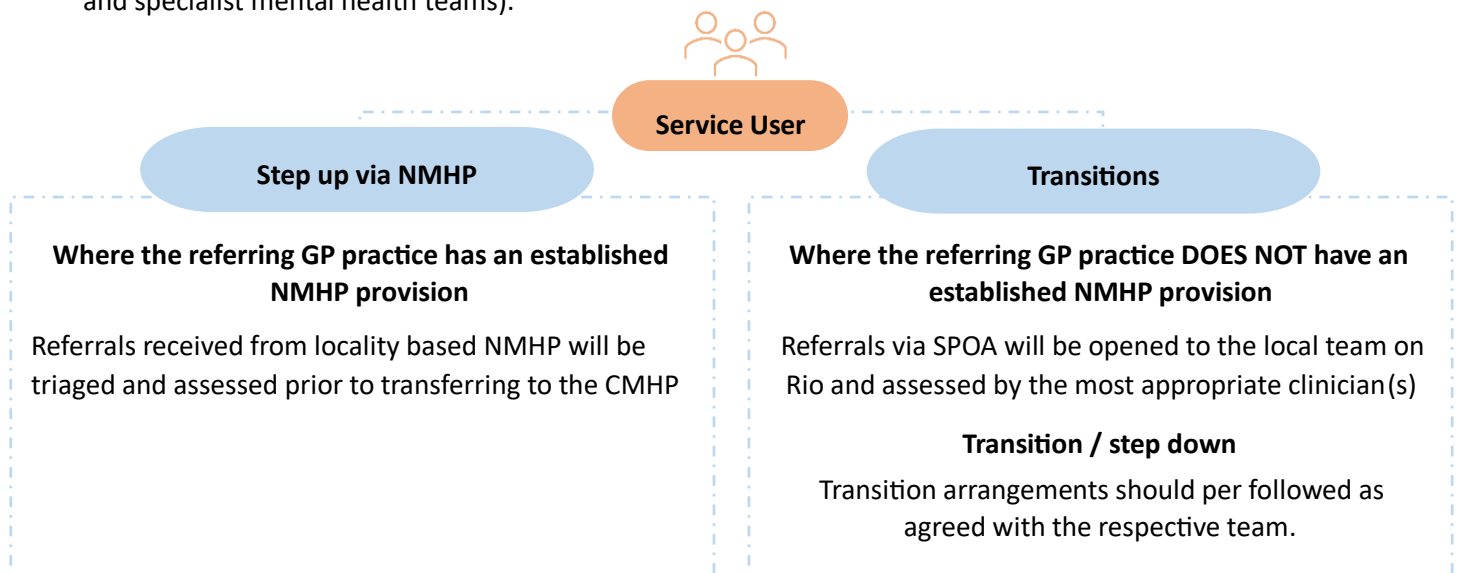 and specialist mental health teams).
Service User
Step up via NMHP
Where the referring GP practice has an established
NMHP provision
Referrals received from locality based NMHP will be
triaged and assessed prior to transferring to the CMHP
Transitions
Where the referring GP practice DOES NOT have an
established NMHP provision
Referrals via SPOA will be opened to the local team on
Rio and assessed by the most appropriate clinician(s)
Transition / step down
Transition arrangements should per followed as
agreed with the respective team.